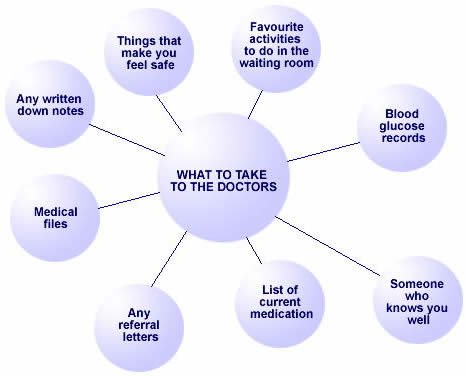 Things that
make you
feel safe
Favourite
activities
to do in the
waiting room
Any written
down notes
Blood
glucose
records
WHAT TO TAKE
TO THE DOCTORS
Medical
files
Any
referral
letters
List of
current
medication
Someone
who
knows you
well